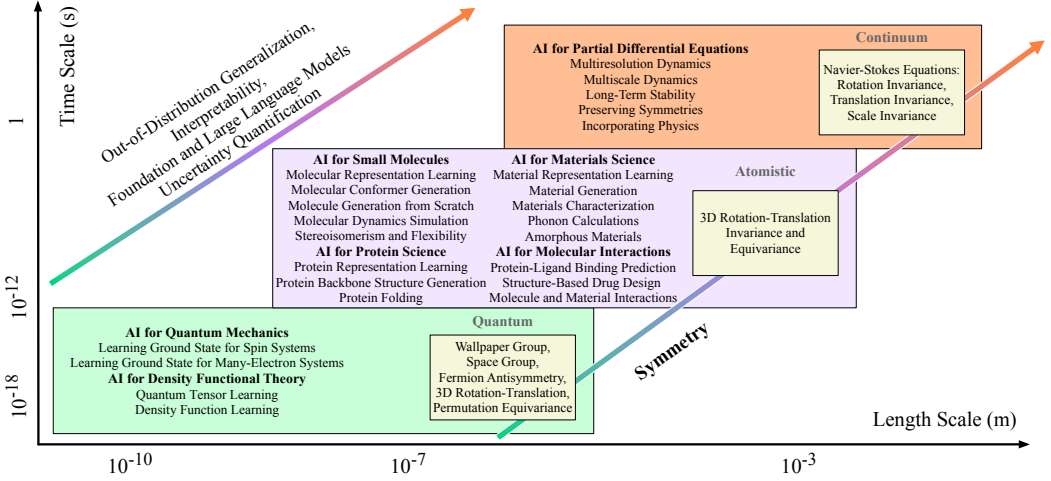 Time Scale (s)
1
10-12
10-18
Out-of-Distribution Generalization,
Interpretability,
Foundation and Large Language Models
Uncertainty Quantification
Continuum
AI for Partial Differential Equations
Multiresolution Dynamics
Multiscale Dynamics
Long-Term Stability
Preserving Symmetries
Incorporating Physics
Navier-Stokes Equations:
Rotation Invariance,
Translation Invariance,
Scale Invariance
Atomistic
AI for Small Molecules
Molecular Representation Learning
Molecular Conformer Generation
Molecule Generation from Scratch
Molecular Dynamics Simulation
Stereoisomerism and Flexibility
AI for Protein Science
Protein Representation Learning
Protein Backbone Structure Generation
Protein Folding
AI for Materials Science
Material Representation Learning
Material Generation
Materials Characterization
Phonon Calculations
Amorphous Materials
AI for Molecular Interactions
Protein-Ligand Binding Prediction
Structure-Based Drug Design
Molecule and Material Interactions
3D Rotation-Translation
Invariance and
Equivariance
Quantum
AI for Quantum Mechanics
Learning Ground State for Spin Systems
Learning Ground State for Many-Electron Systems
AI for Density Functional Theory
Quantum Tensor Learning
Density Function Learning
Wallpaper Group,
Space Group,
Fermion Antisymmetry,
3D Rotation-Translation,
Permutation Equivariance
Symmetry
Length Scale (m)
10-10
10-7
10-3